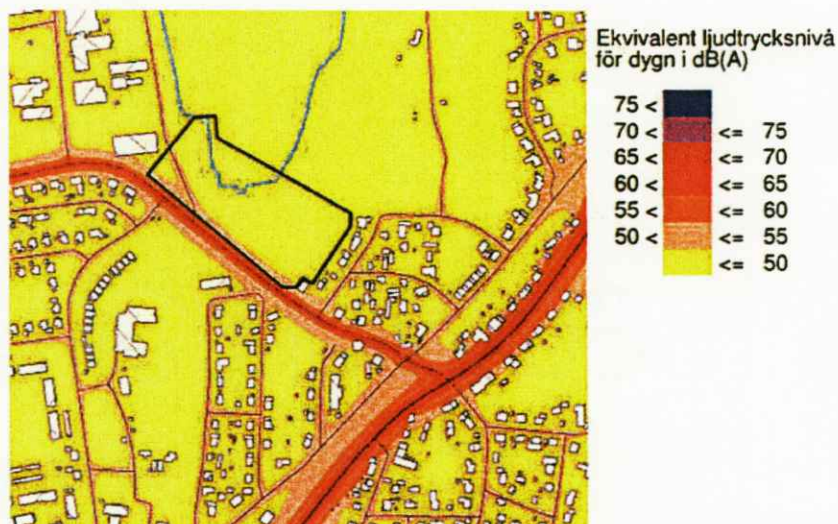 Ekvivalent ljudtrycksnivå
för dygn i dB(A)
75 <
70 < <= 75
65 < <= 70
60 < <= 65
55 < <= 60
50 < <= 55
<= 50